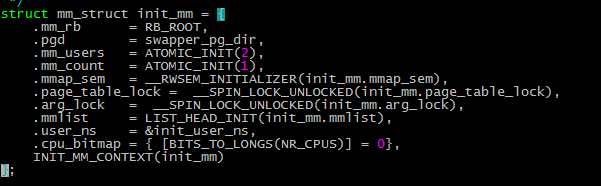 */
struct mm_struct init_mm = {
    .mm_rb      = RB_ROOT,
    .pgd        = swapper_pg_dir,
    .mm_users   = ATOMIC_INIT(2),
    .mm_count   = ATOMIC_INIT(1),
    .mmap_sem   = __RWSEM_INITIALIZER(init_mm.mmap_sem),
    .page_table_lock =  __SPIN_LOCK_UNLOCKED(init_mm.page_table_lock),
    .arg_lock   =  __SPIN_LOCK_UNLOCKED(init_mm.arg_lock),
    .mmlist     = LIST_HEAD_INIT(init_mm.mmlist),
    .user_ns    = &init_user_ns,
    .cpu_bitmap = { [BITS_TO_LONGS(NR_CPUS)] = 0},
    INIT_MM_CONTEXT(init_mm)
};